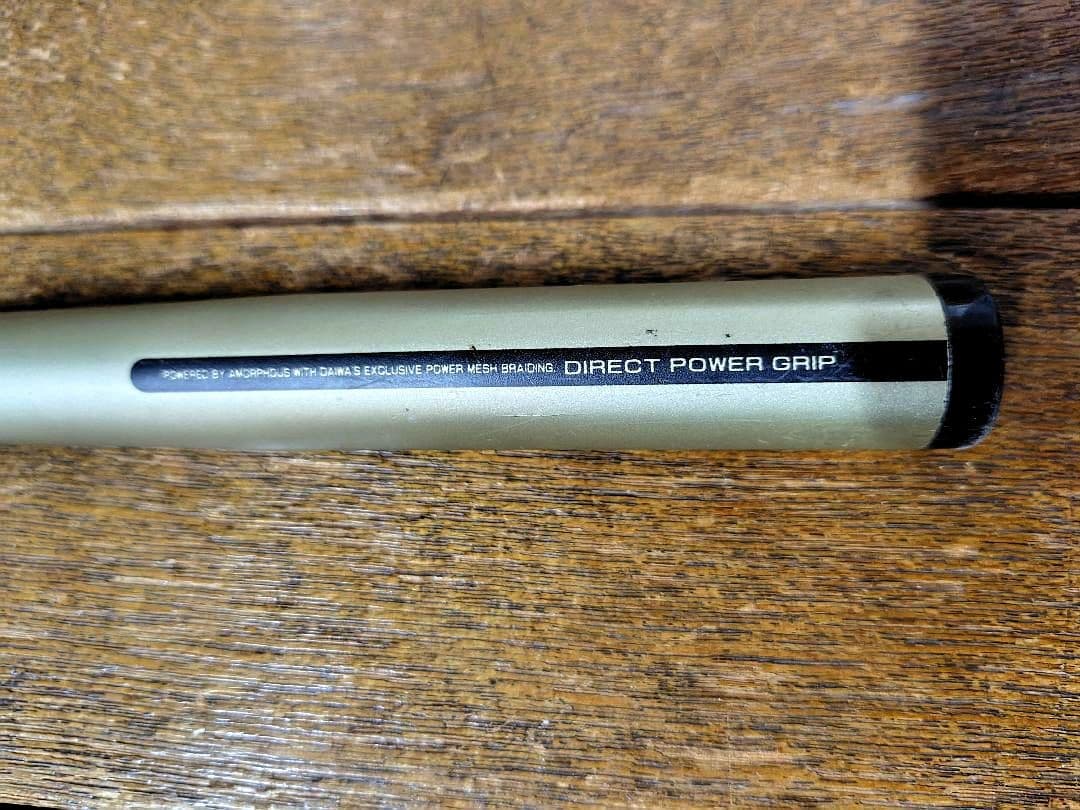 POWERED BY AMORPHOUS WITH DAIWA'S EXCLUSIVE POWER MESH BRAIDING. DIRECT POWER GRIP